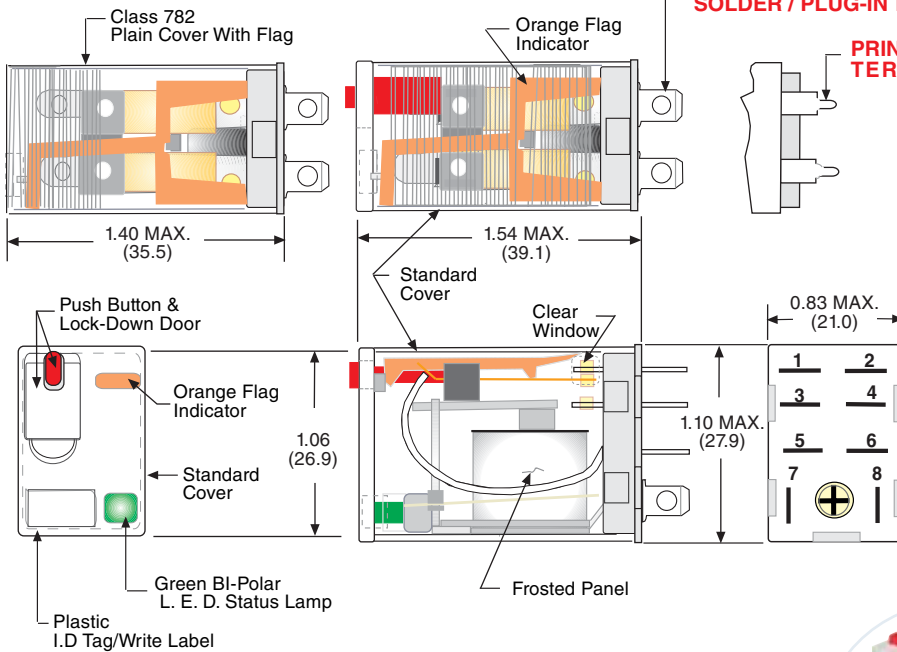 Class 782
Plain Cover With Flag
Orange Flag
Indicator
SOLDER / PLUG-IN
PRIN
TER
1.40 MAX.
(35.5)
1.54 MAX.
(39.1)
Standard
Cover
Push Button &
Lock-Down Door
Clear
Window
0.83 MAX.
(21.0)
Orange Flag
Indicator
1.06
(26.9)
Standard
Cover
1.10 MAX.
(27.9)
1 2
3 4
5 6
7 8
Green BI-Polar
L. E. D. Status Lamp
Frosted Panel
Plastic
I.D Tag/Write Label